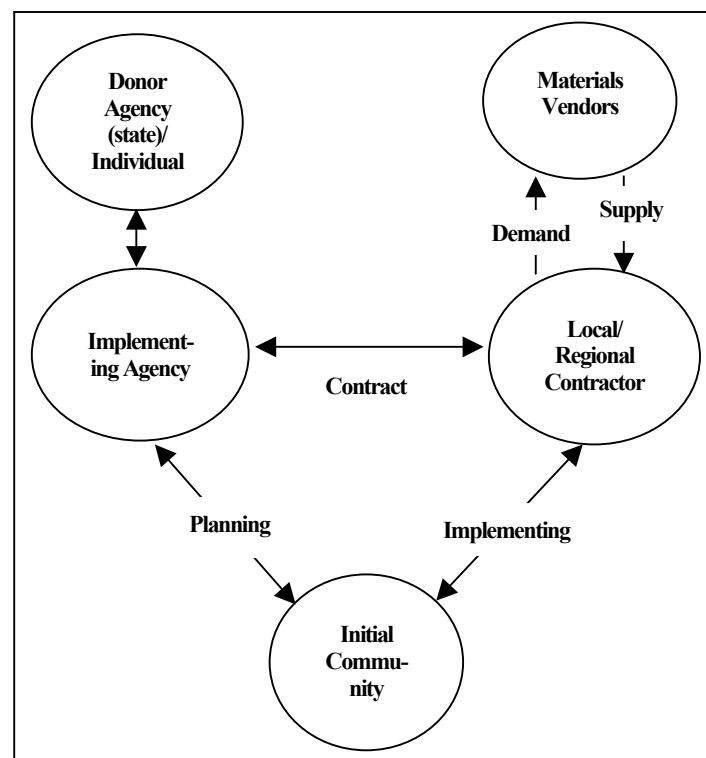 Donor
Agency
(state)/
Individual
Materials
Vendors
Supply
Demand
Implement-
ing Agency
Local/
Regional
Contractor
Contract
Planning
Implementing
Initial
Commu-
nity